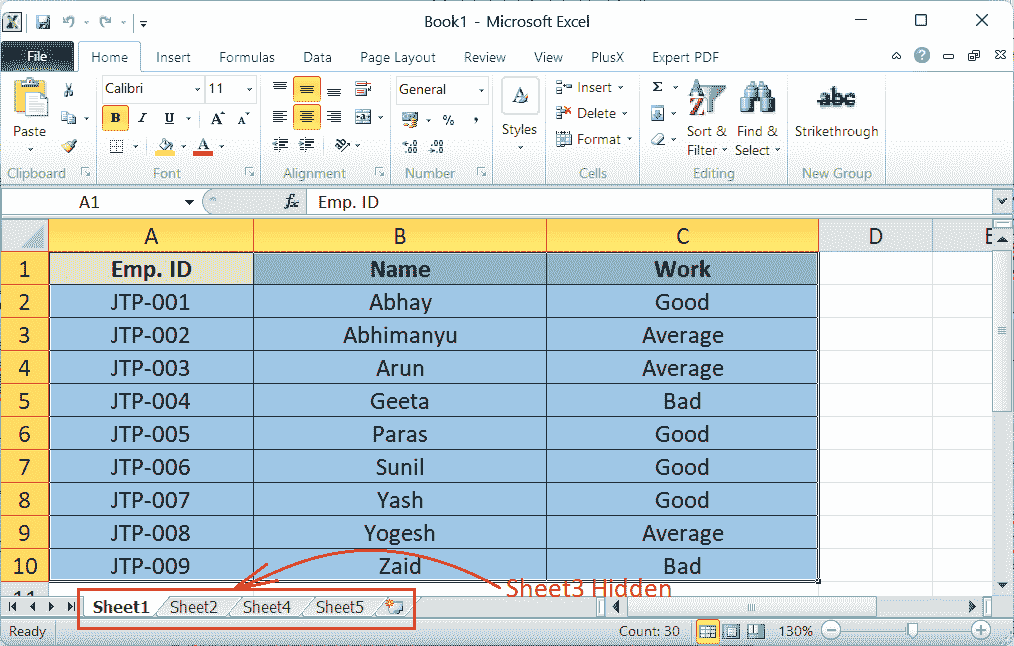 Book1 - Microsoft Excel
File Home Insert Formulas Data Page Layout Review View PlusX Expert PDF
Calibri 11 General Insert Σ
Paste B I U A A % , Styles Delete Sort & Filter Find & Select abc Strikethrough
A A Format
Clipboard Font Alignment Number Cells Editing New Group
A1 fx Emp. ID
A B C D E
1 Emp. ID Name Work
2 JTP-001 Abhay Good
3 JTP-002 Abhimanyu Average
4 JTP-003 Arun Average
5 JTP-004 Geeta Bad
6 JTP-005 Paras Good
7 JTP-006 Sunil Good
8 JTP-007 Yash Good
9 JTP-008 Yogesh Average
10 JTP-009 Zaid Bad
Sheet3 Hidden
Sheet1 Sheet2 Sheet4 Sheet5
Ready Count: 30 130%